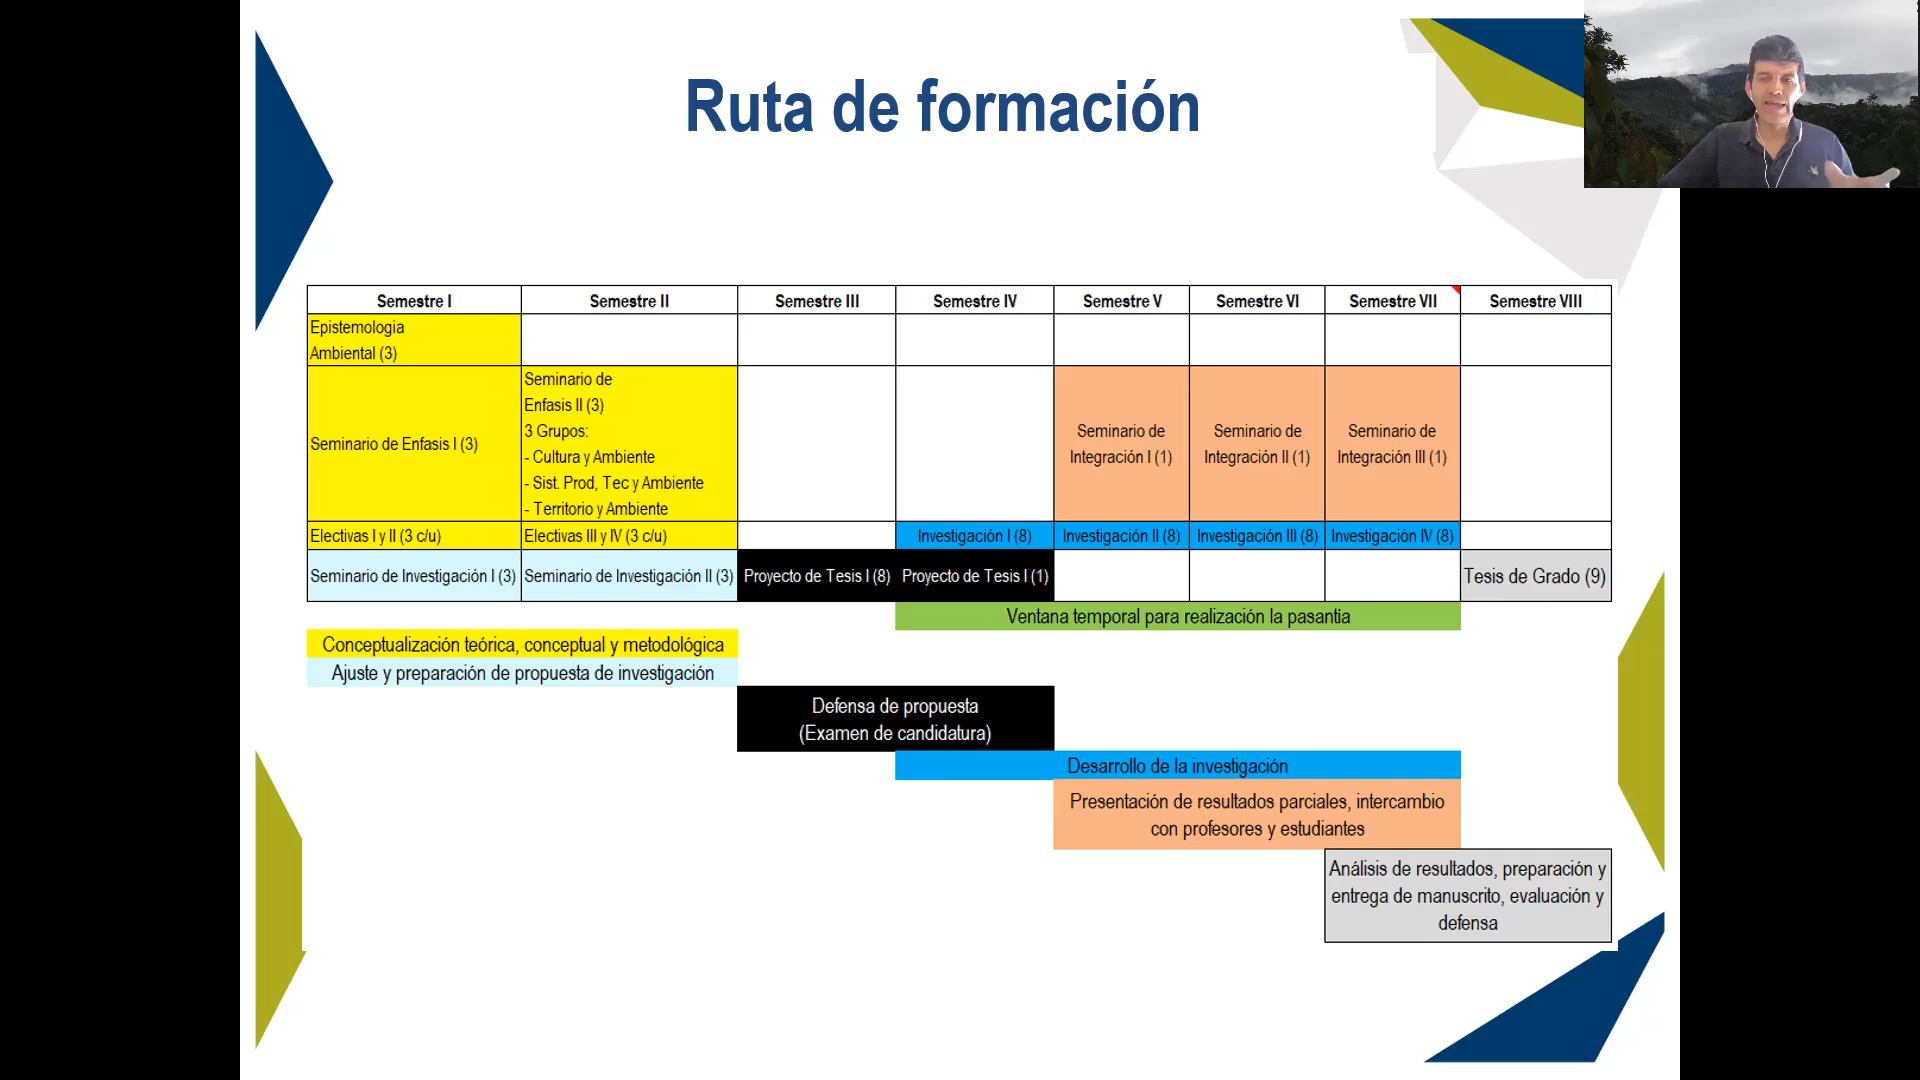 Ruta de formación
Semestre I
Semestre II
Semestre III
Semestre IV
Semestre V
Semestre VI
Semestre VII
Semestre VIII
Epistemologia
Ambiental (3)
Seminario de Enfasis I (3)
Seminario de
Enfasis II (3)
3 Grupos:
- Cultura y Ambiente
- Sist. Prod, Tec y Ambiente
- Territorio y Ambiente
Seminario de
Integración I (1)
Seminario de
Integración II (1)
Seminario de
Integración III (1)
Electivas I y II (3 c/u)
Electivas III y IV (3 c/u)
Investigación I (8)
Investigación II (8)
Investigación III (8)
Investigación IV (8)
Seminario de Investigación I (3)
Seminario de Investigación II (3)
Proyecto de Tesis I (8)
Proyecto de Tesis I (1)
Tesis de Grado (9)
Ventana temporal para realización la pasantia
Conceptualización teórica, conceptual y metodológica
Ajuste y preparación de propuesta de investigación
Defensa de propuesta
(Examen de candidatura)
Desarrollo de la investigación
Presentación de resultados parciales, intercambio
con profesores y estudiantes
Análisis de resultados, preparación y
entrega de manuscrito, evaluación y
defensa